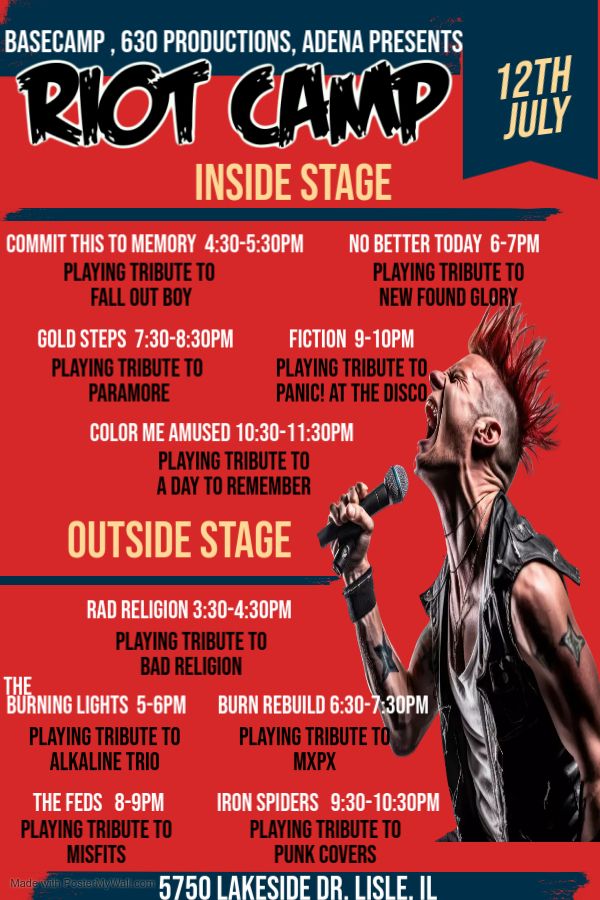 BASECAMP , 630 PRODUCTIONS, ADENA PRESENTS
RIOT CAMP
12TH
JULY
INSIDE STAGE
COMMIT THIS TO MEMORY 4:30-5:30PM
PLAYING TRIBUTE TO
FALL OUT BOY
NO BETTER TODAY 6-7PM
PLAYING TRIBUTE TO
NEW FOUND GLORY
GOLD STEPS 7:30-8:30PM
PLAYING TRIBUTE TO
PARAMORE
FICTION 9-10PM
PLAYING TRIBUTE TO
PANIC! AT THE DISCO
COLOR ME AMUSED 10:30-11:30PM
PLAYING TRIBUTE TO
A DAY TO REMEMBER
OUTSIDE STAGE
RAD RELIGION 3:30-4:30PM
PLAYING TRIBUTE TO
BAD RELIGION
THE
BURNING LIGHTS 5-6PM
PLAYING TRIBUTE TO
ALKALINE TRIO
BURN REBUILD 6:30-7:30PM
PLAYING TRIBUTE TO
MXPX
THE FEDS 8-9PM
PLAYING TRIBUTE TO
MISFITS
IRON SPIDERS 9:30-10:30PM
PLAYING TRIBUTE TO
PUNK COVERS
Made with PosterMyWall.com
5750 LAKESIDE DR. LISLE, IL